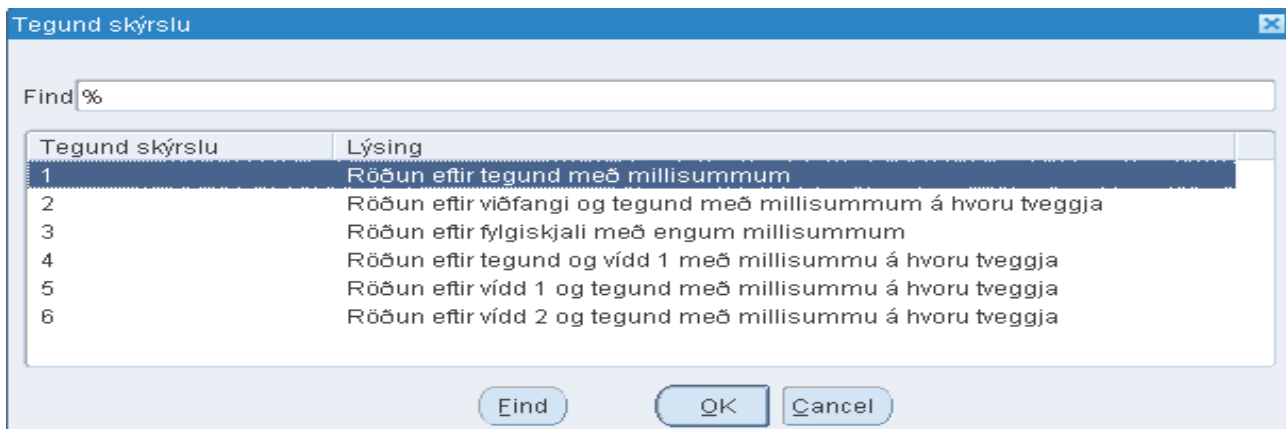 Tegund skýrslu
Find %
Tegund skýrslu Lýsing
1 Röðun eftir tegund með millisummum
2 Röðun eftir viðfangi og tegund með millisummum á hvoru tveggja
3 Röðun eftir fylgiskjali með engum millisummum
4 Röðun eftir tegund og vídd 1 með millisummu á hvoru tveggja
5 Röðun eftir vídd 1 og tegund með millisummu á hvoru tveggja
6 Röðun eftir vídd 2 og tegund með millisummu á hvoru tveggja
Find OK Cancel